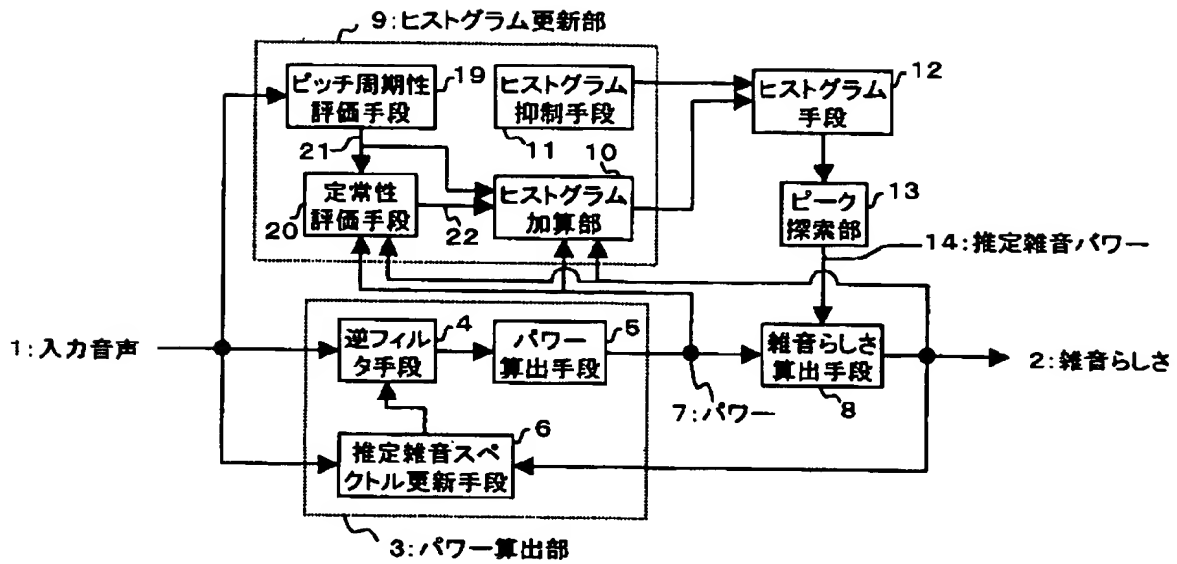 9:ヒストグラム更新部
ピッチ周期性
評価手段
19
ヒストグラム
抑制手段
11
ヒストグラム
手段
12
21
定常性
評価手段
20
22
ヒストグラム
加算部
10
ピーク
探索部
13
14:推定雑音パワー
1:入力音声
逆フィル
タ手段
4
パワー
算出手段
5
雑音らしさ
算出手段
8
2:雑音らしさ
7:パワー
推定雑音スペ
クトル更新手段
6
3:パワー算出部